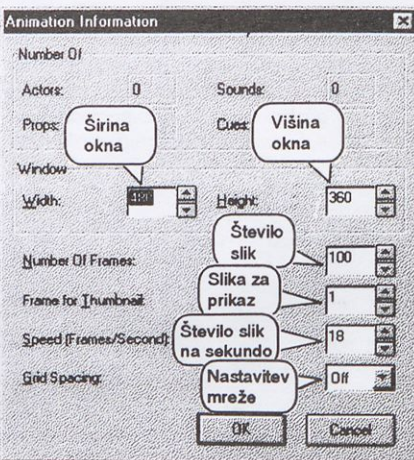 Animation Information
Number Of
Actors: 0 Sounds: 0
Props: Cues:
Širina
okna
Višina
okna
Window
Width: 480 Height: 360
Število
slik
Number Of Frames: 100
Slika za
prikaz
Frame for Thumbnail: 1
Število slik
na sekundo
Speed (Frames/Second): 18
Nastavitev
mreže
Grid Spacing: Off
OK Cancel